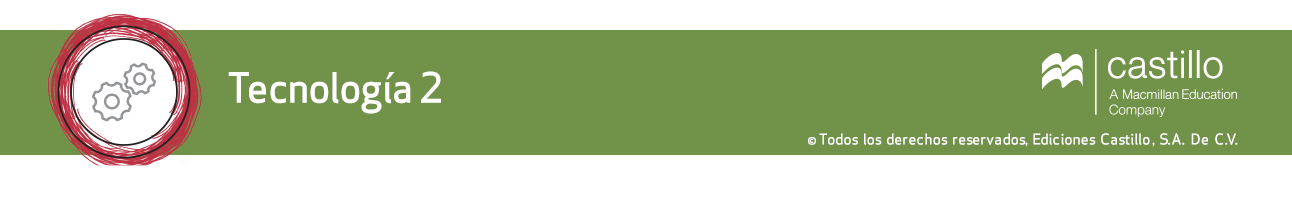 Tecnología 2
castillo
A Macmillan Education
Company
© Todos los derechos reservados, Ediciones Castillo, S.A. De C.V.